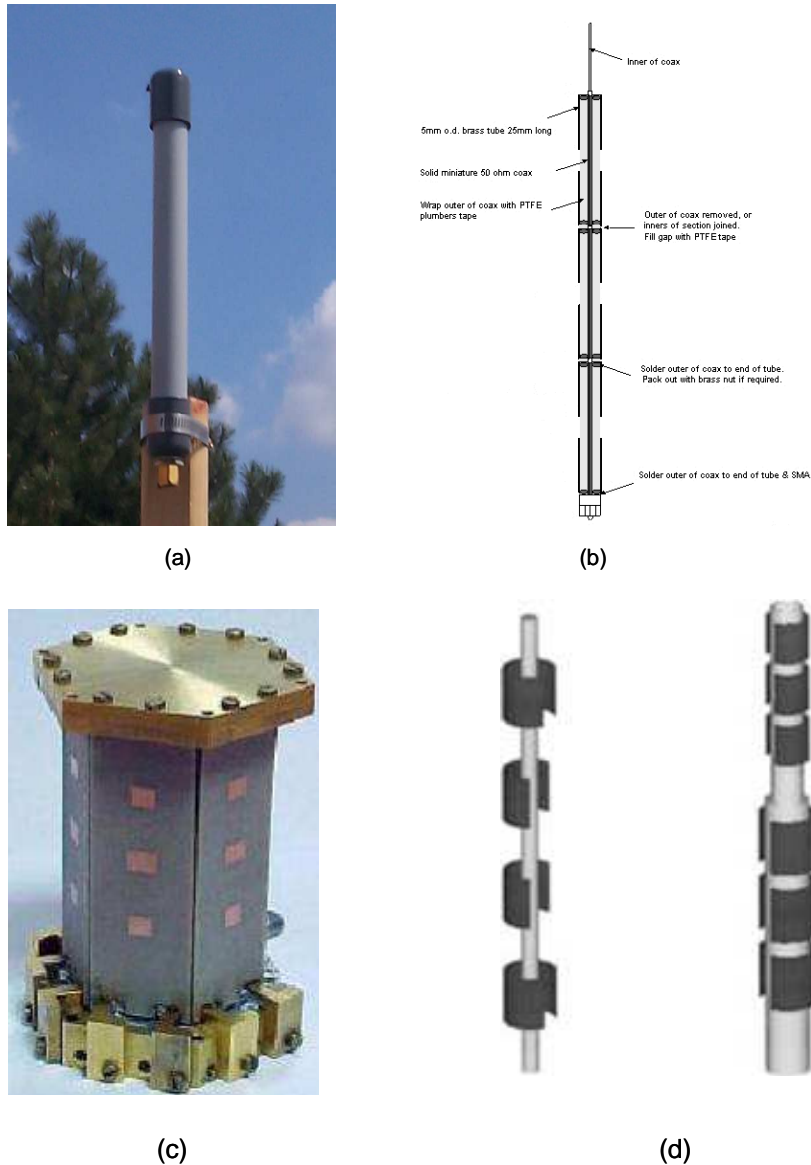 Inner of coax
5mm o.d. brass tube 25mm long
Solid miniature 50 ohm coax
Wrap outer of coax with PTFE
plumbers tape
Outer of coax removed, or
inners of section joined.
Fill gap with PTFE tape
Solder outer of coax to end of tube.
Pack out with brass nut if required.
Solder outer of coax to end of tube & SMA
(a)
(b)
(c)
(d)